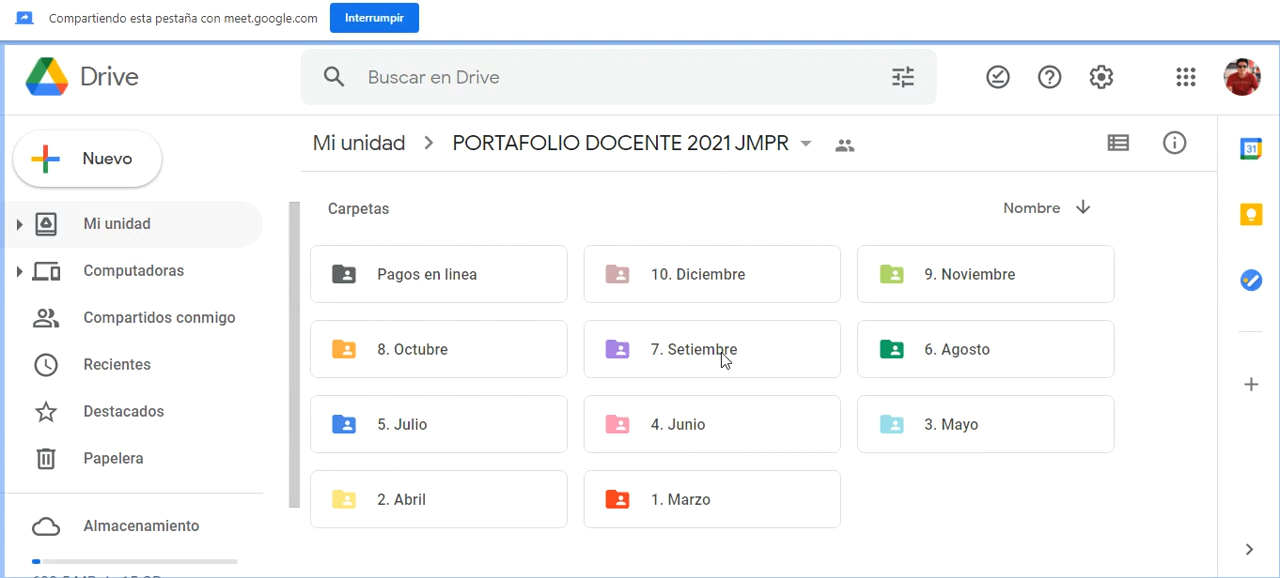 Compartiendo esta pestaña con meet.google.com Interrumpir
Drive
Buscar en Drive
Nuevo
Mi unidad
Computadoras
Compartidos conmigo
Recientes
Destacados
Papelera
Almacenamiento
Mi unidad > PORTAFOLIO DOCENTE 2021 JMPR
Carpetas Nombre
Pagos en linea 10. Diciembre 9. Noviembre
8. Octubre 7. Setiembre 6. Agosto
5. Julio 4. Junio 3. Mayo
2. Abril 1. Marzo
31